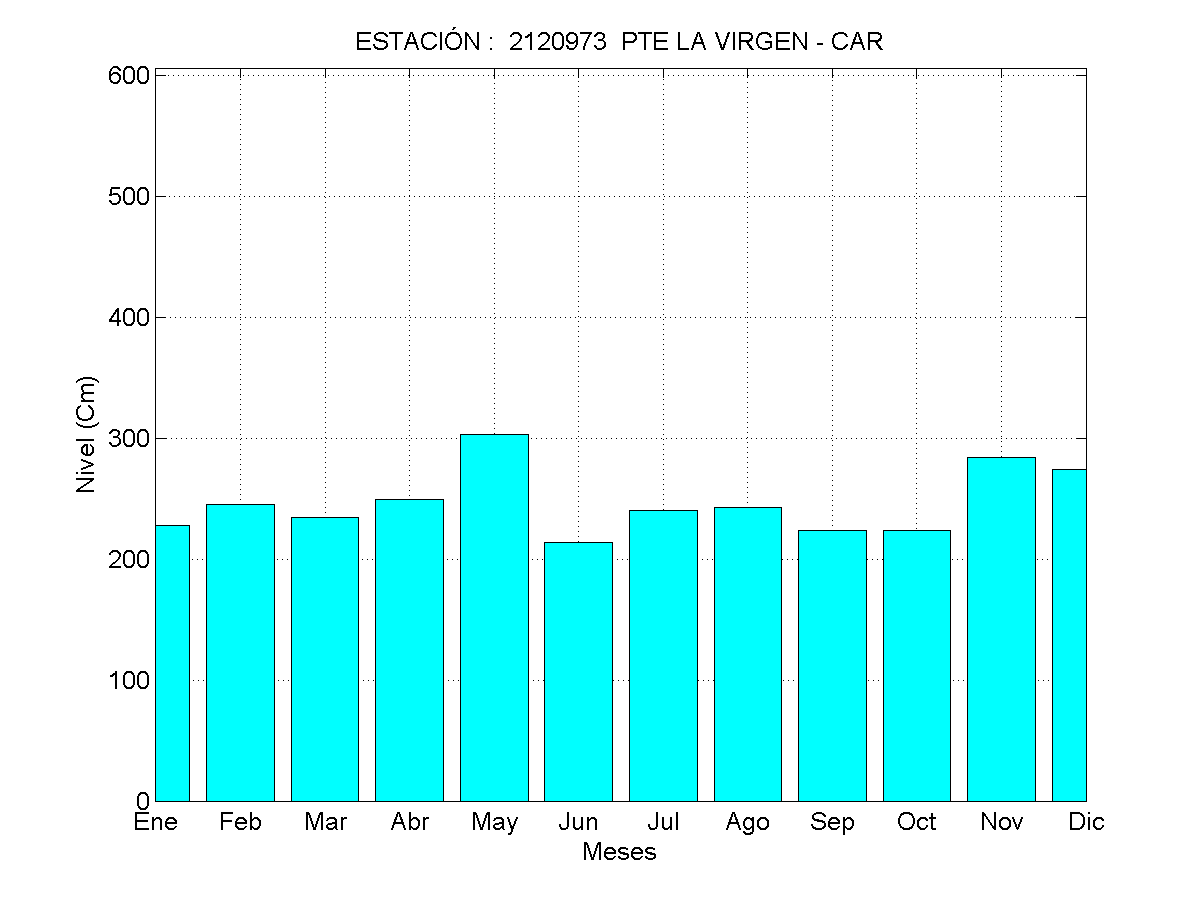 ESTACIÓN :  2120973  PTE LA VIRGEN - CAR
600
500
400
300
200
100
0
Nivel (Cm)
Ene Feb Mar Abr May Jun Jul Ago Sep Oct Nov Dic
Meses